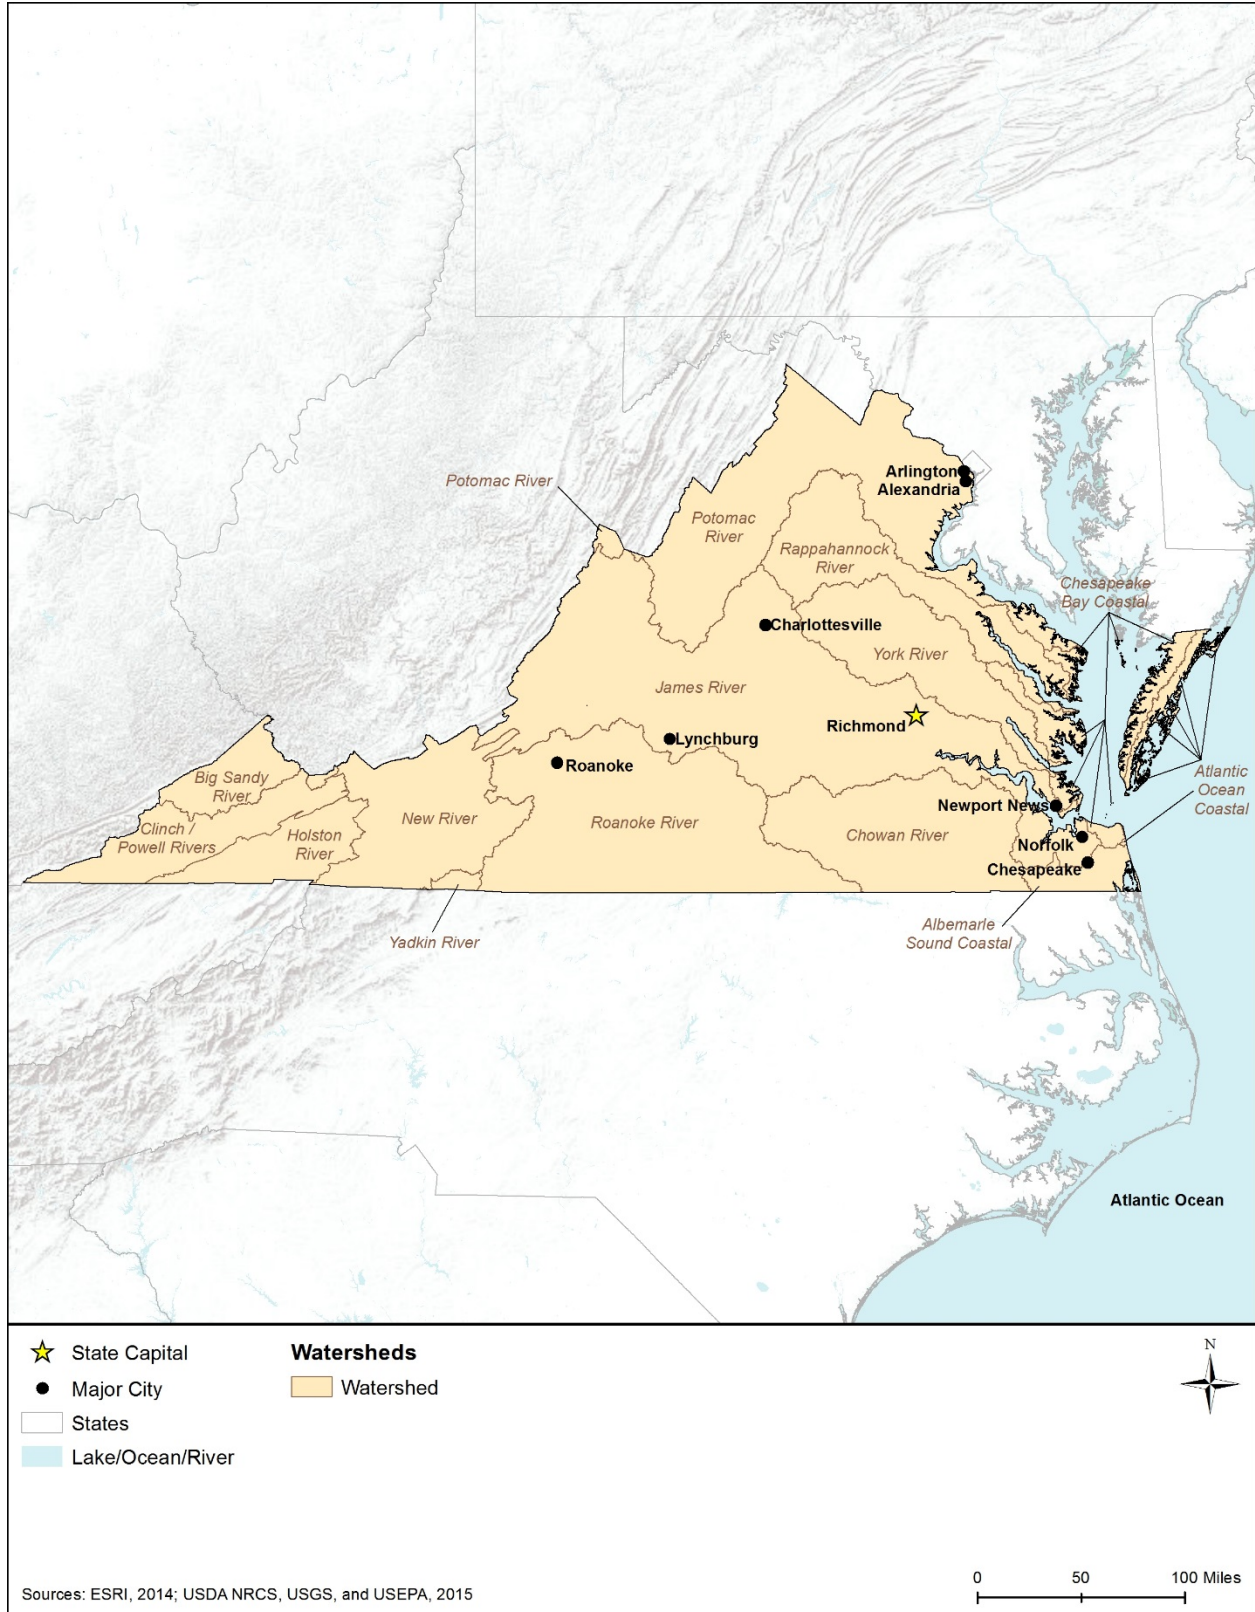 Arlington
Alexandria
Potomac River
Potomac
River
Rappahannock
River
Chesapeake
Bay Coastal
Charlottesville
York River
James River
Richmond
Lynchburg
Roanoke
Big Sandy
River
Atlantic
Ocean
Coastal
Newport News
New River
Roanoke River
Chowan River
Clinch /
Powell Rivers
Holston
River
Norfolk
Chesapeake
Yadkin River
Albemarle
Sound Coastal
Atlantic Ocean
State Capital
Major City
States
Lake/Ocean/River
Watersheds
Watershed
N
Sources: ESRI, 2014; USDA NRCS, USGS, and USEPA, 2015
0 50 100 Miles